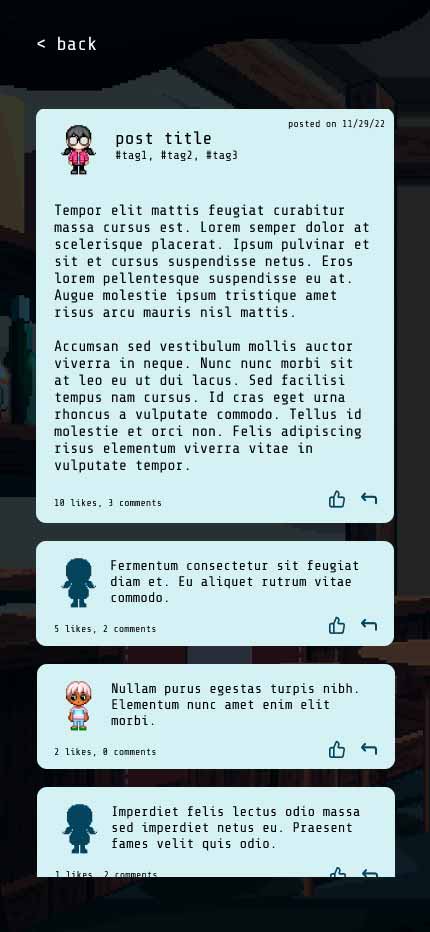 < back
posted on 11/29/22
post title
#tag1, #tag2, #tag3
Tempor elit mattis feugiat curabitur
massa cursus est. Lorem semper dolor at
scelerisque placerat. Ipsum pulvinar et
sit et cursus suspendisse netus. Eros
lorem pellentesque suspendisse eu at.
Augue molestie ipsum tristique amet
risus arcu mauris nisl mattis.
Accumsan sed vestibulum mollis auctor
viverra in neque. Nunc nunc morbi sit
at leo eu ut dui lacus. Sed facilisi
tempus nam cursus. Id cras eget urna
rhoncus a vulputate commodo. Tellus id
molestie et orci non. Felis adipiscing
risus elementum viverra vitae in
vulputate tempor.
10 likes, 3 comments
Fermentum consectetur sit feugiat
diam et. Eu aliquet rutrum vitae
commodo.
5 likes, 2 comments
Nullam purus egestas turpis nibh.
Elementum nunc amet enim elit
morbi.
2 likes, 0 comments
Imperdiet felis lectus odio massa
sed imperdiet netus eu. Praesent
fames velit quis odio.
1 likes, 2 comments